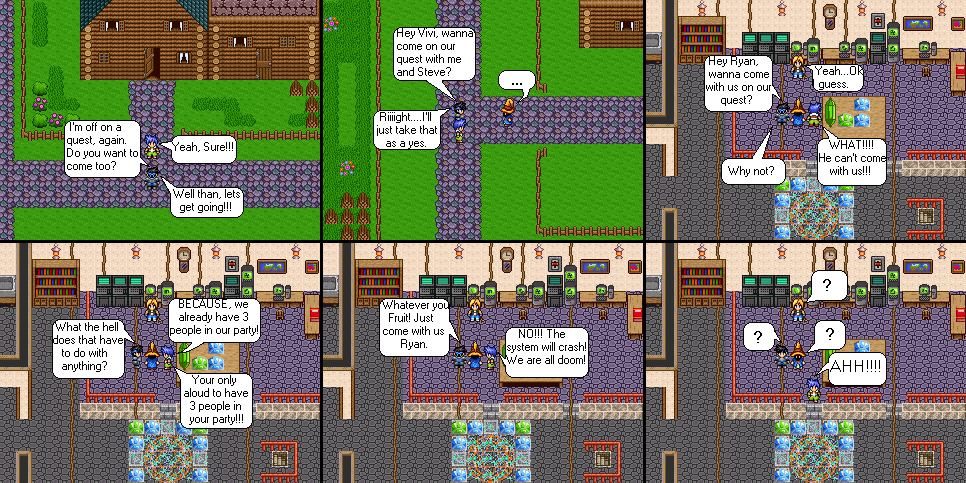 I'm off on a
quest, again.
Do you want to
come too?
Yeah, Sure!!!
Well than, lets
get going!!!
Hey Vivi, wanna
come on our
quest with me
and Steve?
...
Riiiight....I'll
just take that
as a yes.
Hey Ryan,
wanna come
with us on our
quest?
Yeah...OK
guess.
WHAT!!!!
He can't come
with us!!!
Why not?
BECAUSE, we
already have 3
people in our party!
What the hell
does that have
to do with
anything?
Your only
aloud to have
3 people in
your party!!!
Whatever you
Fruit! Just
come with us
Ryan.
NO!!! The
system will crash!
We are all doom!
?
?
?
AHH!!!!